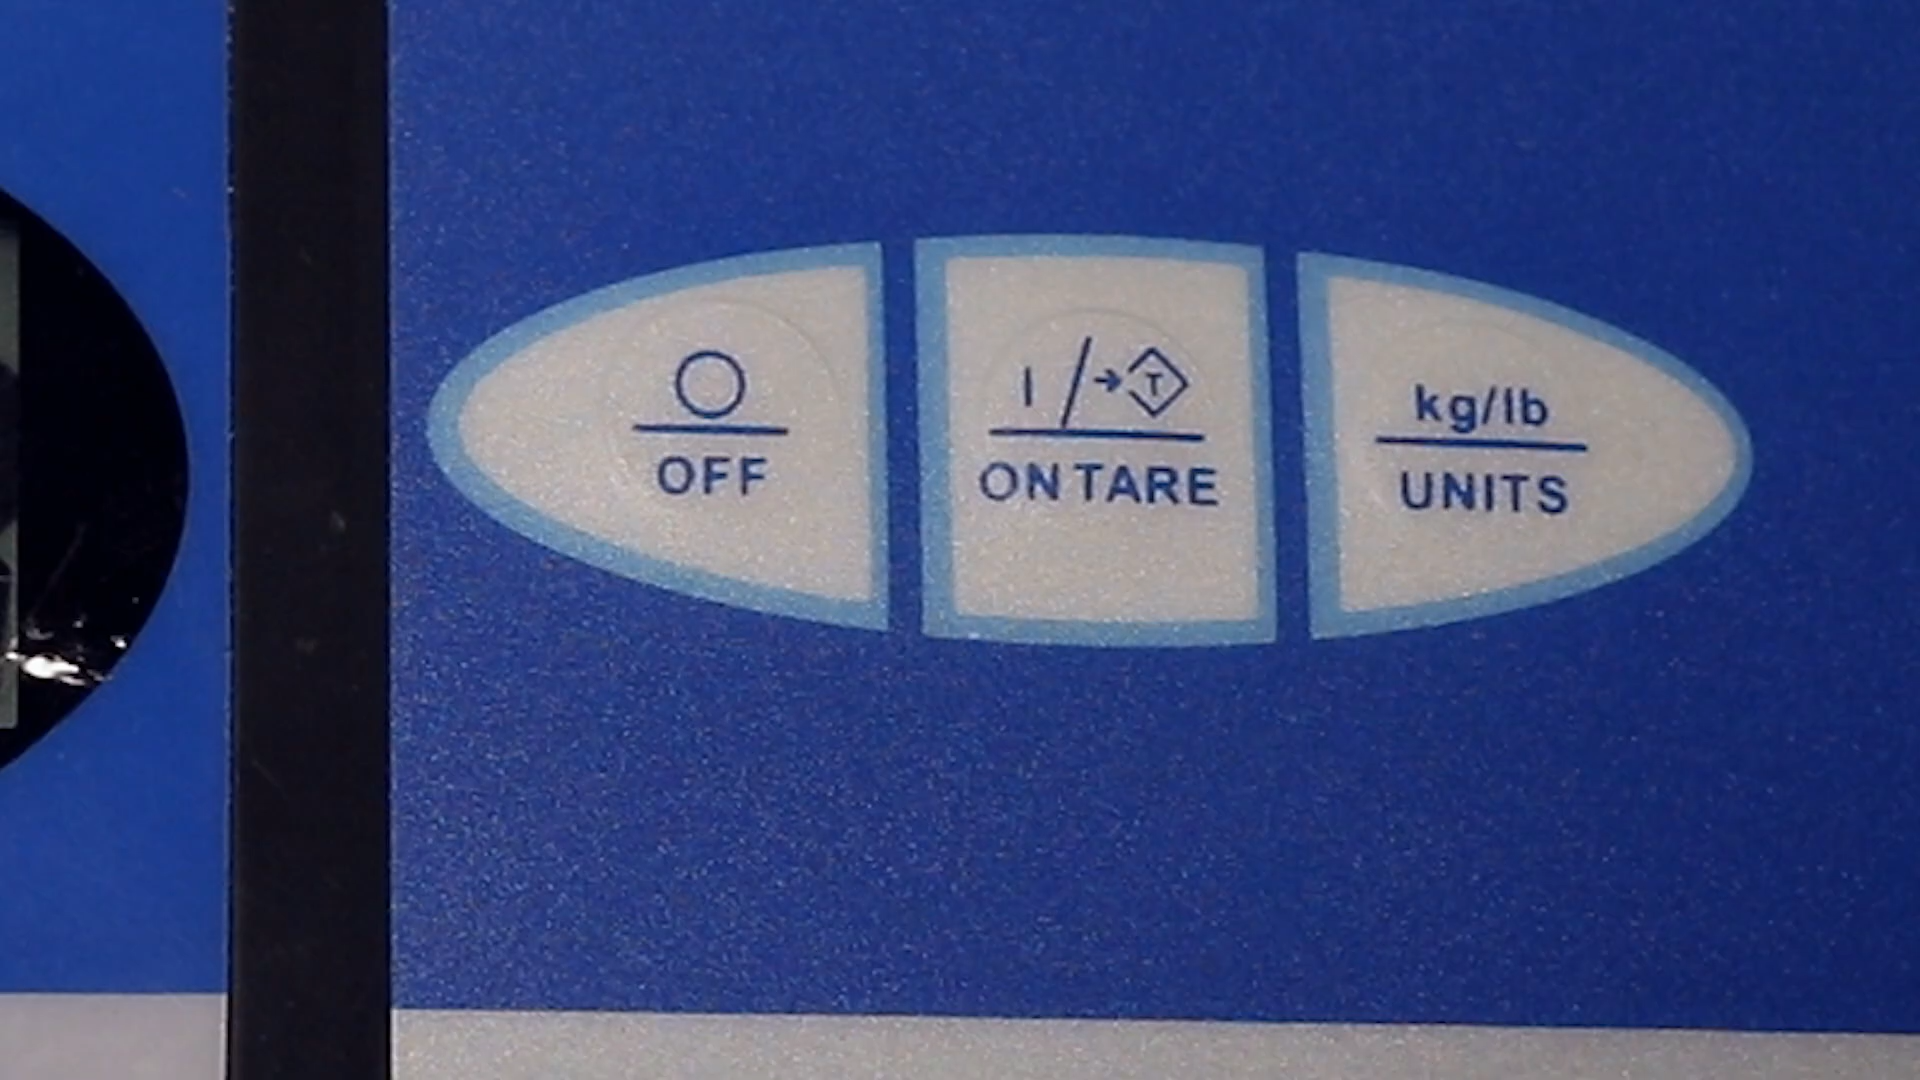 OFF
I/→T
ON TARE
kg/lb
UNITS